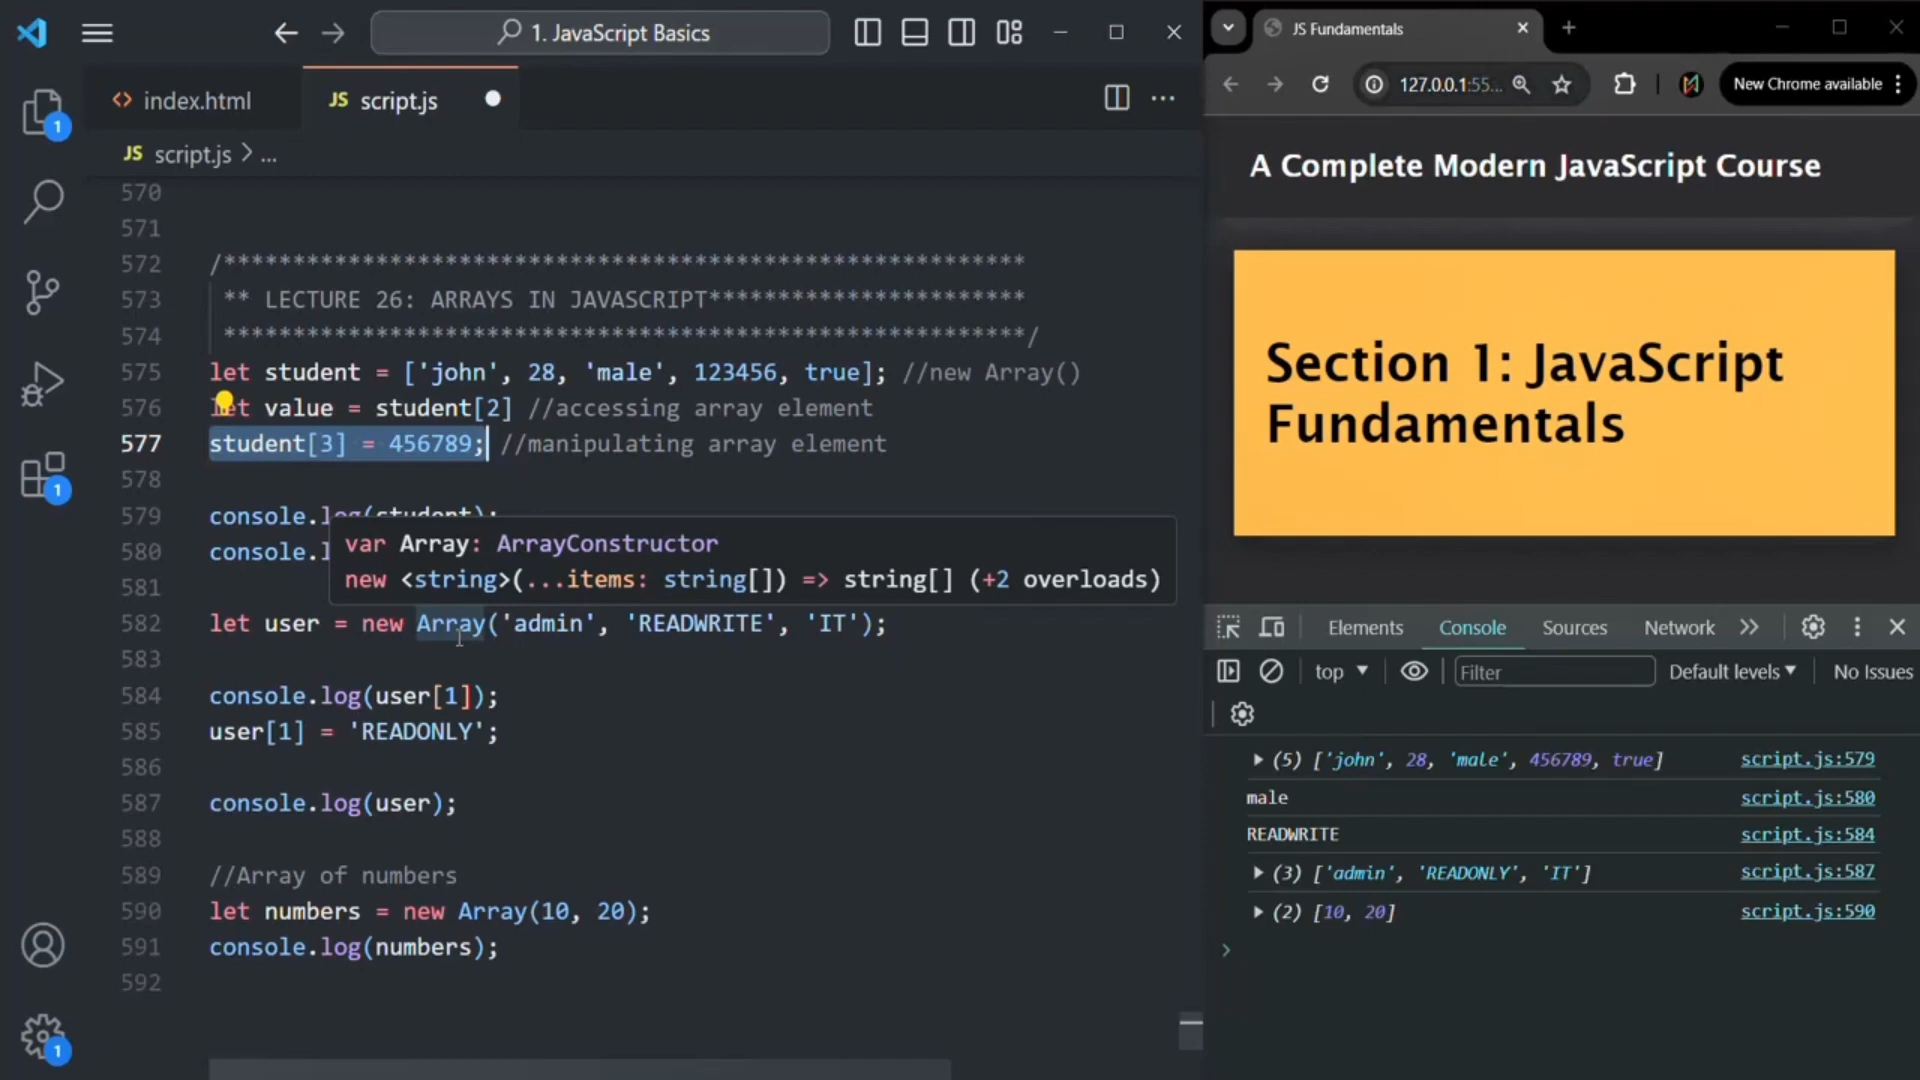 1. JavaScript Basics
index.html
JS script.js
JS script.js > ...
570
571
572 /**********************************************************
573 ** LECTURE 26: ARRAYS IN JAVASCRIPT***********************
574 **********************************************************/
575 let student = ['john', 28, 'male', 123456, true]; //new Array()
576 let value = student[2] //accessing array element
577 student[3] = 456789; //manipulating array element
578
579 console.log(student);
580 console.l
var Array: ArrayConstructor
new <string>(...items: string[]) => string[] (+2 overloads)
581
582 let user = new Array('admin', 'READWRITE', 'IT');
583
584 console.log(user[1]);
585 user[1] = 'READONLY';
586
587 console.log(user);
588
589 //Array of numbers
590 let numbers = new Array(10, 20);
591 console.log(numbers);
592
1
1
1
JS Fundamentals
127.0.0.1:55...
New Chrome available
A Complete Modern JavaScript Course
Section 1: JavaScript
Fundamentals
Elements Console Sources Network
top Filter Default levels No Issues
(5) ['john', 28, 'male', 456789, true] script.js:579
male script.js:580
READWRITE script.js:584
(3) ['admin', 'READONLY', 'IT'] script.js:587
(2) [10, 20] script.js:590